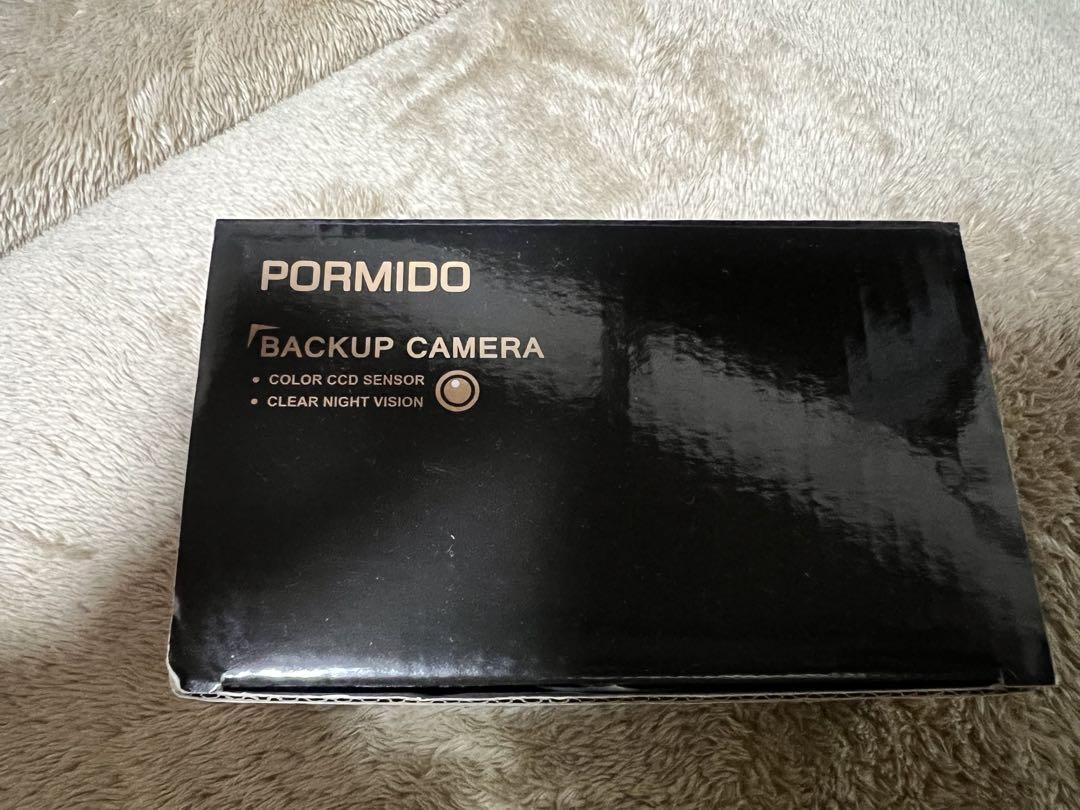 PORMIDO
BACKUP CAMERA
• COLOR CCD SENSOR
• CLEAR NIGHT VISION